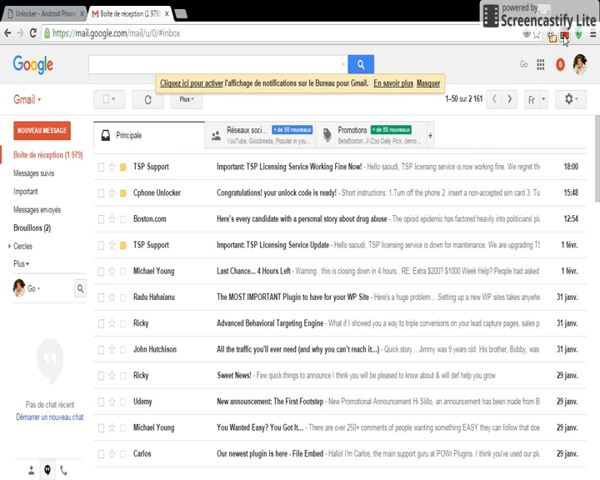 powered by
Screencastify Lite
Unlocker - Android Phone
Boîte de réception (1 979)
https://mail.google.com/mail/u/0/#inbox
Google
Go
6
Cliquez ici pour activer l'affichage de notifications sur le Bureau pour Gmail. En savoir plus Masquer
Gmail
Plus
1–50 sur 2 161
Fr
NOUVEAU MESSAGE
Principale
Réseaux soci... + de 50 nouveaux
YouTube, Goodreads, Popular in you...
Promotions + de 50 nouveaux
BetaBoston, JVZoo Daily Pick, demo...
+
Boîte de réception (1 979)
Messages suivis
Important
Messages envoyés
Brouillons (2)
Cercles
Plus
Go
Pas de chat récent
Démarrer un nouveau chat
TSP Support Important: TSP Licensing Service Working Fine Now! - Hello saoudi, TSP licensing service is now working fine. We regret th 18:00
Cphone Unlocker Congratulations! your unlock code is ready! - Short instructions: 1.Turn off the phone 2. insert a non-accepted sim card 3. Tu 15:48
Boston.com Here's every candidate with a personal story about drug abuse - The opioid epidemic has factored heavily into politicians' pl 12:54
TSP Support Important: TSP Licensing Service Update - Hello saoudi, TSP licensing service is down for maintenance. We are upgrading TS 1 févr.
Michael Young Last Chance... 4 Hours Left - Warning.. this is closing down in 4 hours.. RE: Extra $200? $1000 Week Help? People had asked 1 févr.
Radu Hahaianu The MOST IMPORTANT Plugin to have for your WP Site - Here's a huge problem... Setting up a new WP sites takes anywhe 31 janv.
Ricky Advanced Behavioral Targeting Engine - What if I showed you a way to triple conversions on your lead capture pages, sales p 31 janv.
John Hutchison All the traffic you'll ever need (and why you can't reach it...) - Quick story... Jimmy was 9 years old. His brother, Bobby, was 31 janv.
Ricky Sweet News! - Few quick things to announce I think you will be pleased to know about & will def help you grow 29 janv.
Udemy New announcement: The First Footstep - New Promotional Announcement Hi Slillo, an announcement has been made from B 29 janv.
Michael Young You Wanted Easy? You Got It... - There are over 250+ comments of people wanting something EASY they can follow that doe 29 janv.
Carlos Our newest plugin is here - File Embed - Hallo! I'm Carlos, the main support guru at POWr Plugins. I think you've used our pl 29 janv.